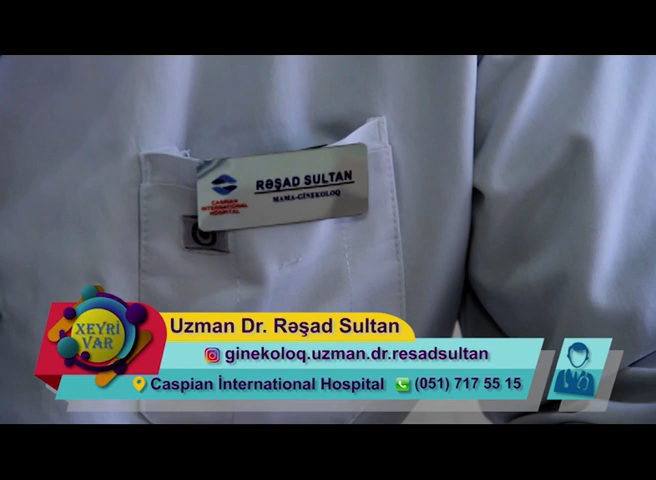 RƏŞAD SULTAN
MAMA-GİNEKOLOQ
CASPIAN
INTERNATIONAL
HOSPITAL
XEYRİ
VAR
Uzman Dr. Rəşad Sultan
ginekoloq.uzman.dr.resadsultan
Caspian İnternational Hospital (051) 717 55 15